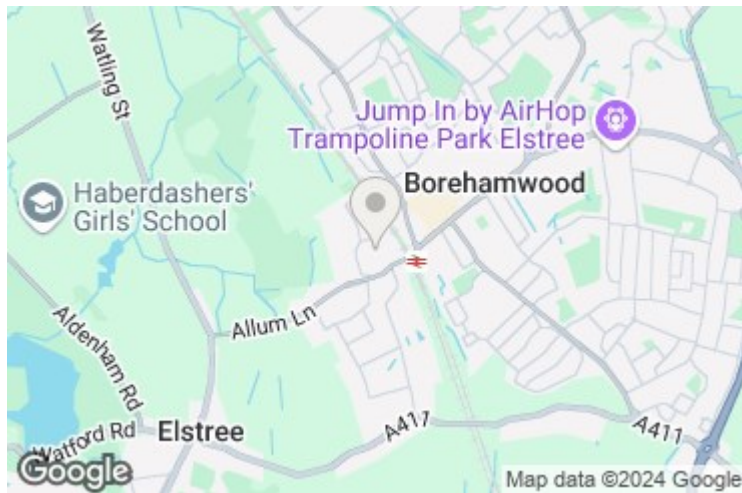 Watling St
Jump In by AirHop
Trampoline Park Elstree
Borehamwood
Haberdashers'
Girls' School
Allum Ln
Aldenham Rd
Elstree
Watford Rd
A411
A411
Google
Map data ©2024 Google